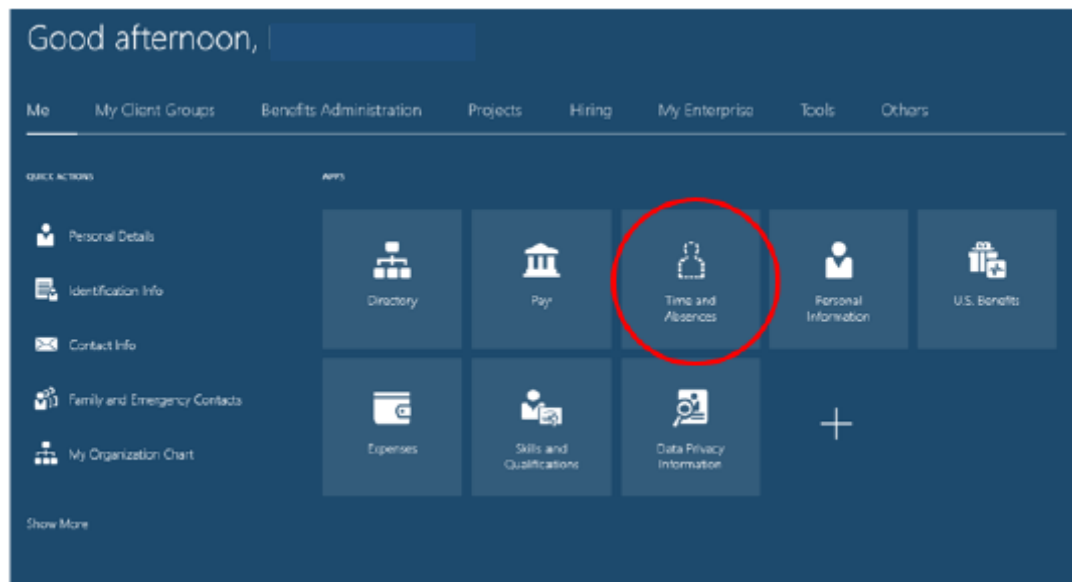 Good afternoon,
Me My Client Groups Benefits Administration Projects Hiring My Enterprise Tools Others
QUICK ACTIONS
APPS
Personal Details
Identification Info
Contact Info
Family and Emergency Contacts
My Organization Chart
Show More
Directory
Pay
Time and
Absences
Personal
Information
U.S. Benefits
Expenses
Skills and
Qualifications
Data Privacy
Information